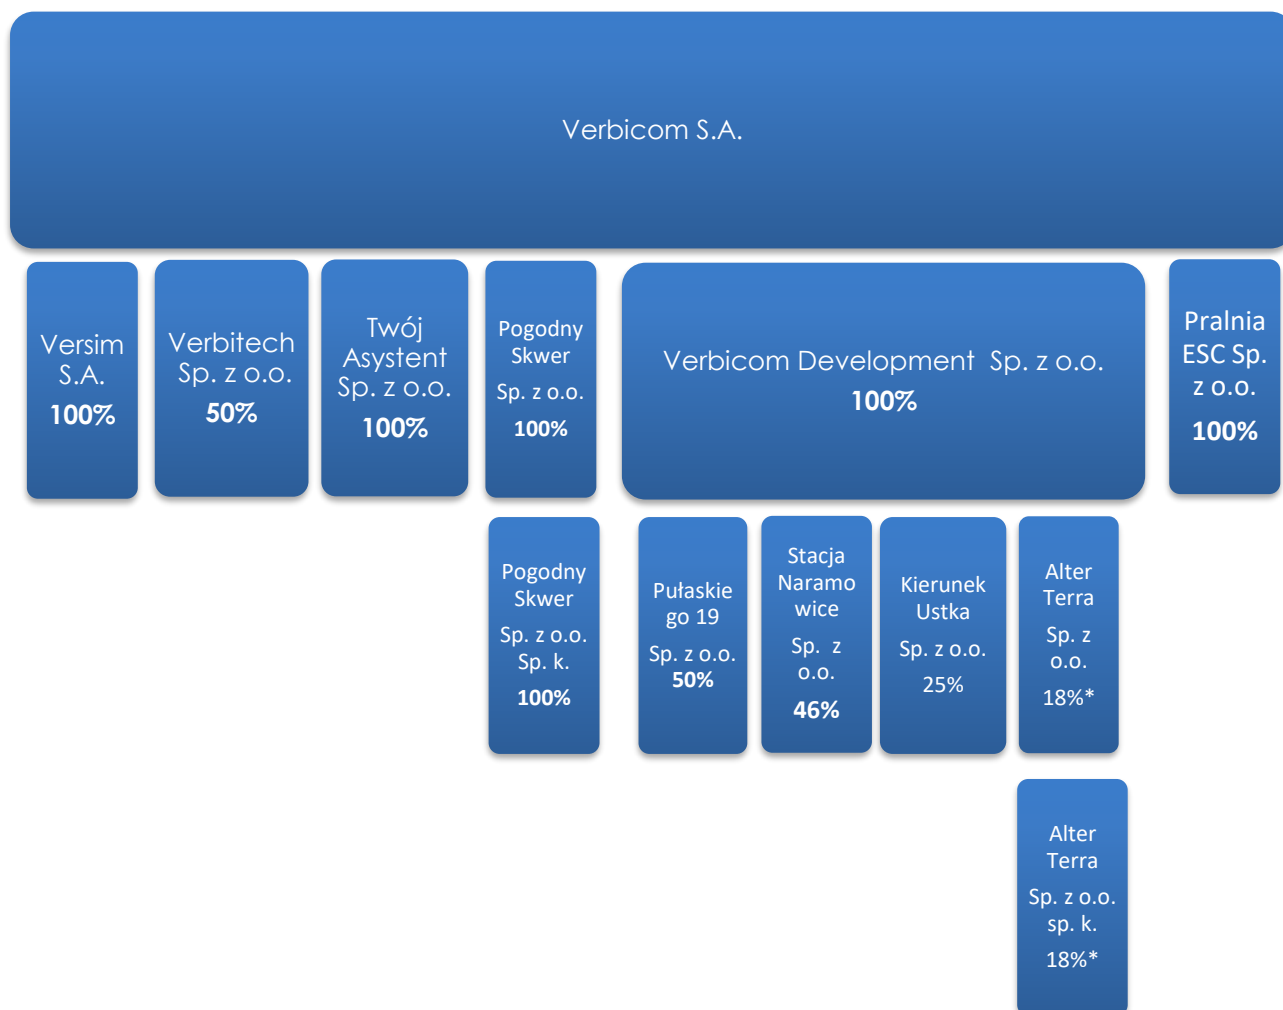 Verbicom S.A.
Versim
S.A.
100%
Verbitech
Sp. z o.o.
50%
Twój
Asystent
Sp. z o.o.
100%
Pogodny
Skwer
Sp. z o.o.
100%
Verbicom Development Sp. z o.o.
100%
Pralnia
ESC Sp.
z o.o.
100%
Pogodny
Skwer
Sp. z o.o.
Sp. k.
100%
Pułaskie
go 19
Sp. z o.o.
50%
Stacja
Naramo
wice
Sp. z
o.o.
46%
Kierunek
Ustka
Sp. z o.o.
25%
Alter
Terra
Sp. z
o.o.
18%*
Alter
Terra
Sp. z o.o.
sp. k.
18%*